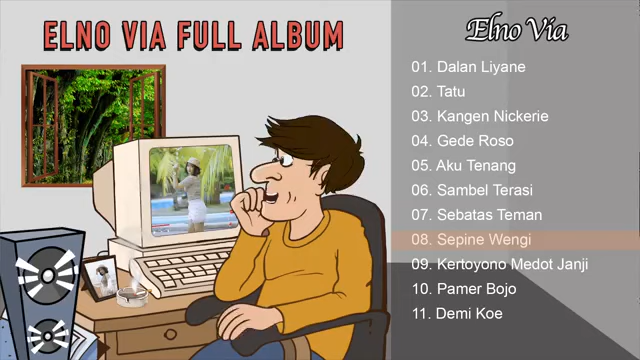 ELNO VIA FULL ALBUM
Elno Via
01. Dalan Liyane
02. Tatu
03. Kangen Nickerie
04. Gede Roso
05. Aku Tenang
06. Sambel Terasi
07. Sebatas Teman
08. Sepine Wengi
09. Kertoyono Medot Janji
10. Pamer Bojo
11. Demi Koe